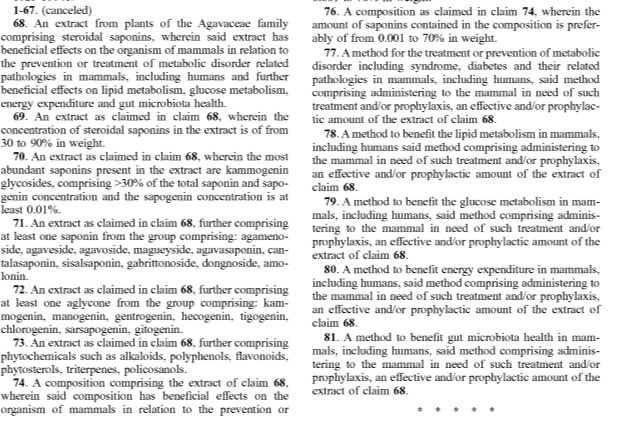 1-67. (canceled)
68. An extract from plants of the Agavaceae family
comprising steroidal saponins, wherein said extract has
beneficial effects on the organism of mammals in relation to
the prevention or treatment of metabolic disorder related
pathologies in mammals, including humans and further
beneficial effects on lipid metabolism, glucose metabolism,
energy expenditure and gut microbiota health.
69. An extract as claimed in claim 68, wherein the
concentration of steroidal saponins in the extract is of from
30 to 90% in weight.
70. An extract as claimed in claim 68, wherein the most
abundant saponins present in the extract are kammogenin
glycosides, comprising >30% of the total saponin and sapo-
genin concentration and the sapogenin concentration is at
least 0.01%.
71. An extract as claimed in claim 68, further comprising
at least one saponin from the group comprising: agameno-
side, agaveside, agavoside, magueyside, agavasaponin, can-
talasaponin, sisalsaponin, gabrittonoside, dongnoside, amo-
lonin.
72. An extract as claimed in claim 68, further comprising
at least one aglycone from the group comprising: kam-
mogenin, manogenin, gentrogenin, hecogenin, tigogenin,
chlorogenin, sarsapogenin, gitogenin.
73. An extract as claimed in claim 68, further comprising
phytochemicals such as alkaloids, polyphenols, flavonoids,
phytosterols, triterpenes, policosanols.
74. A composition comprising the extract of claim 68,
wherein said composition has beneficial effects on the
organism of mammals in relation to the prevention or
76. A composition as claimed in claim 74, wherein the
amount of saponins contained in the composition is prefer-
ably of from 0.001 to 70% in weight.
77. A method for the treatment or prevention of metabolic
disorder including syndrome, diabetes and their related
pathologies in mammals, including humans, said method
comprising administering to the mammal in need of such
treatment and/or prophylaxis, an effective and/or prophylac-
tic amount of the extract of claim 68.
78. A method to benefit the lipid metabolism in mammals,
including humans said method comprising administering to
the mammal in need of such treatment and/or prophylaxis,
an effective and/or prophylactic amount of the extract of
claim 68.
79. A method to benefit the glucose metabolism in mam-
mals, including humans, said method comprising adminis-
tering to the mammal in need of such treatment and/or
prophylaxis, an effective and/or prophylactic amount of the
extract of claim 68.
80. A method to benefit energy expenditure in mammals,
including humans, said method comprising administering to
the mammal in need of such treatment and/or prophylaxis,
an effective and/or prophylactic amount of the extract of
claim 68.
81. A method to benefit gut microbiota health in mam-
mals, including humans, said method comprising adminis-
tering to the mammal in need of such treatment and/or
prophylaxis, an effective and/or prophylactic amount of the
extract of claim 68.
* * * * *